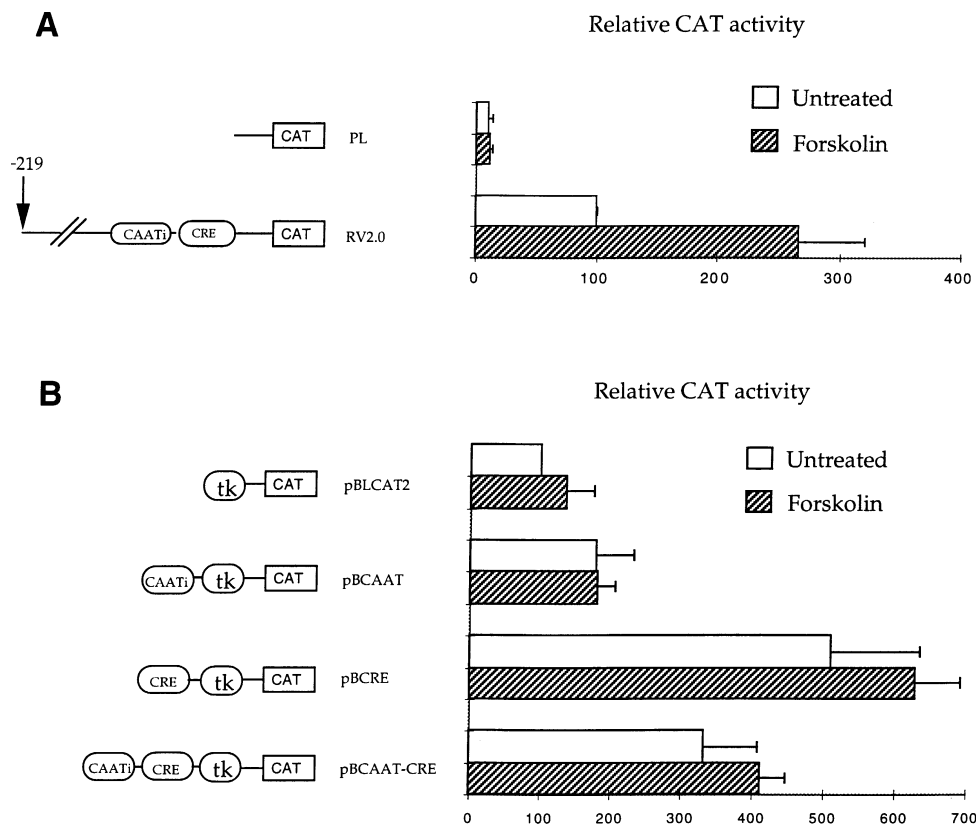 A
Relative CAT activity
Untreated
Forskolin
CAT PL
-219
CAATi CRE CAT RV2.0
0 100 200 300 400
B
Relative CAT activity
Untreated
Forskolin
tk CAT pBLCAT2
CAATi tk CAT pBCAAT
CRE tk CAT pBCRE
CAATi CRE tk CAT pBCAAT-CRE
0 100 200 300 400 500 600 700